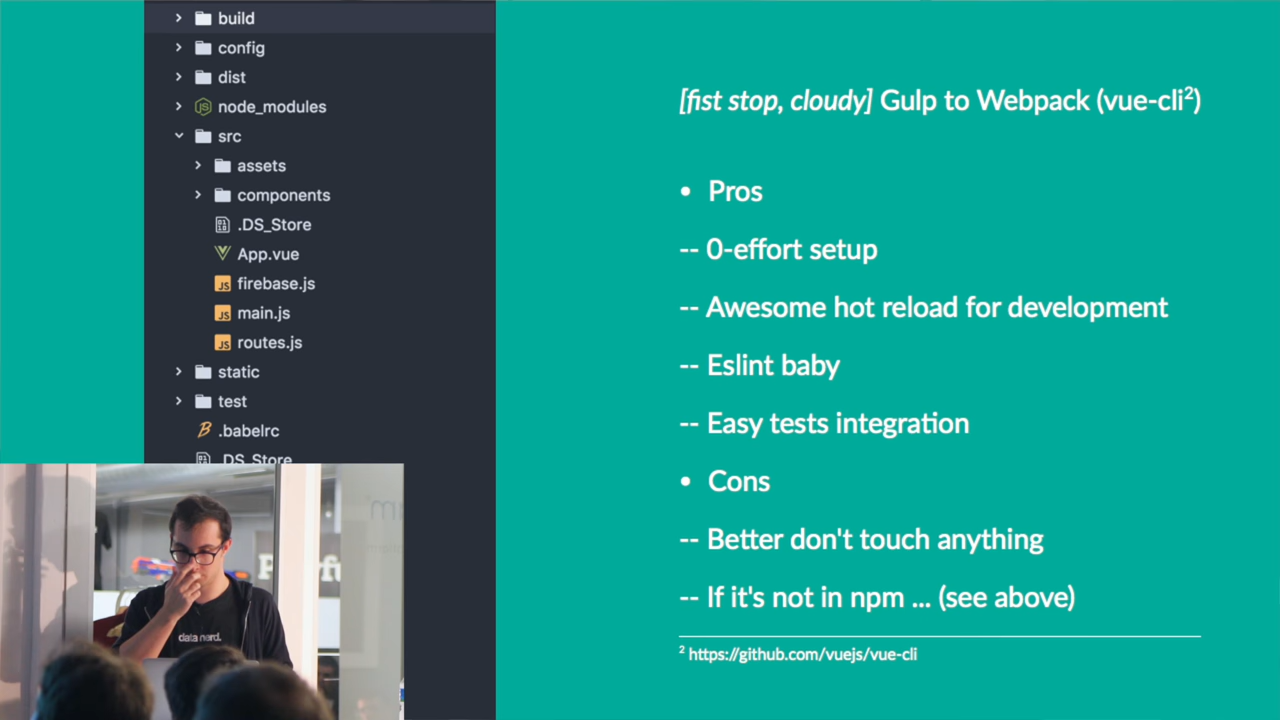 build
config
dist
node_modules
src
assets
components
.DS_Store
App.vue
firebase.js
main.js
routes.js
static
test
.babelrc
.DS_Store
[fist stop, cloudy] Gulp to Webpack (vue-cli²)
• Pros
-- 0-effort setup
-- Awesome hot reload for development
-- Eslint baby
-- Easy tests integration
• Cons
-- Better don't touch anything
-- If it's not in npm ... (see above)
² https://github.com/vuejs/vue-cli
data nerd.